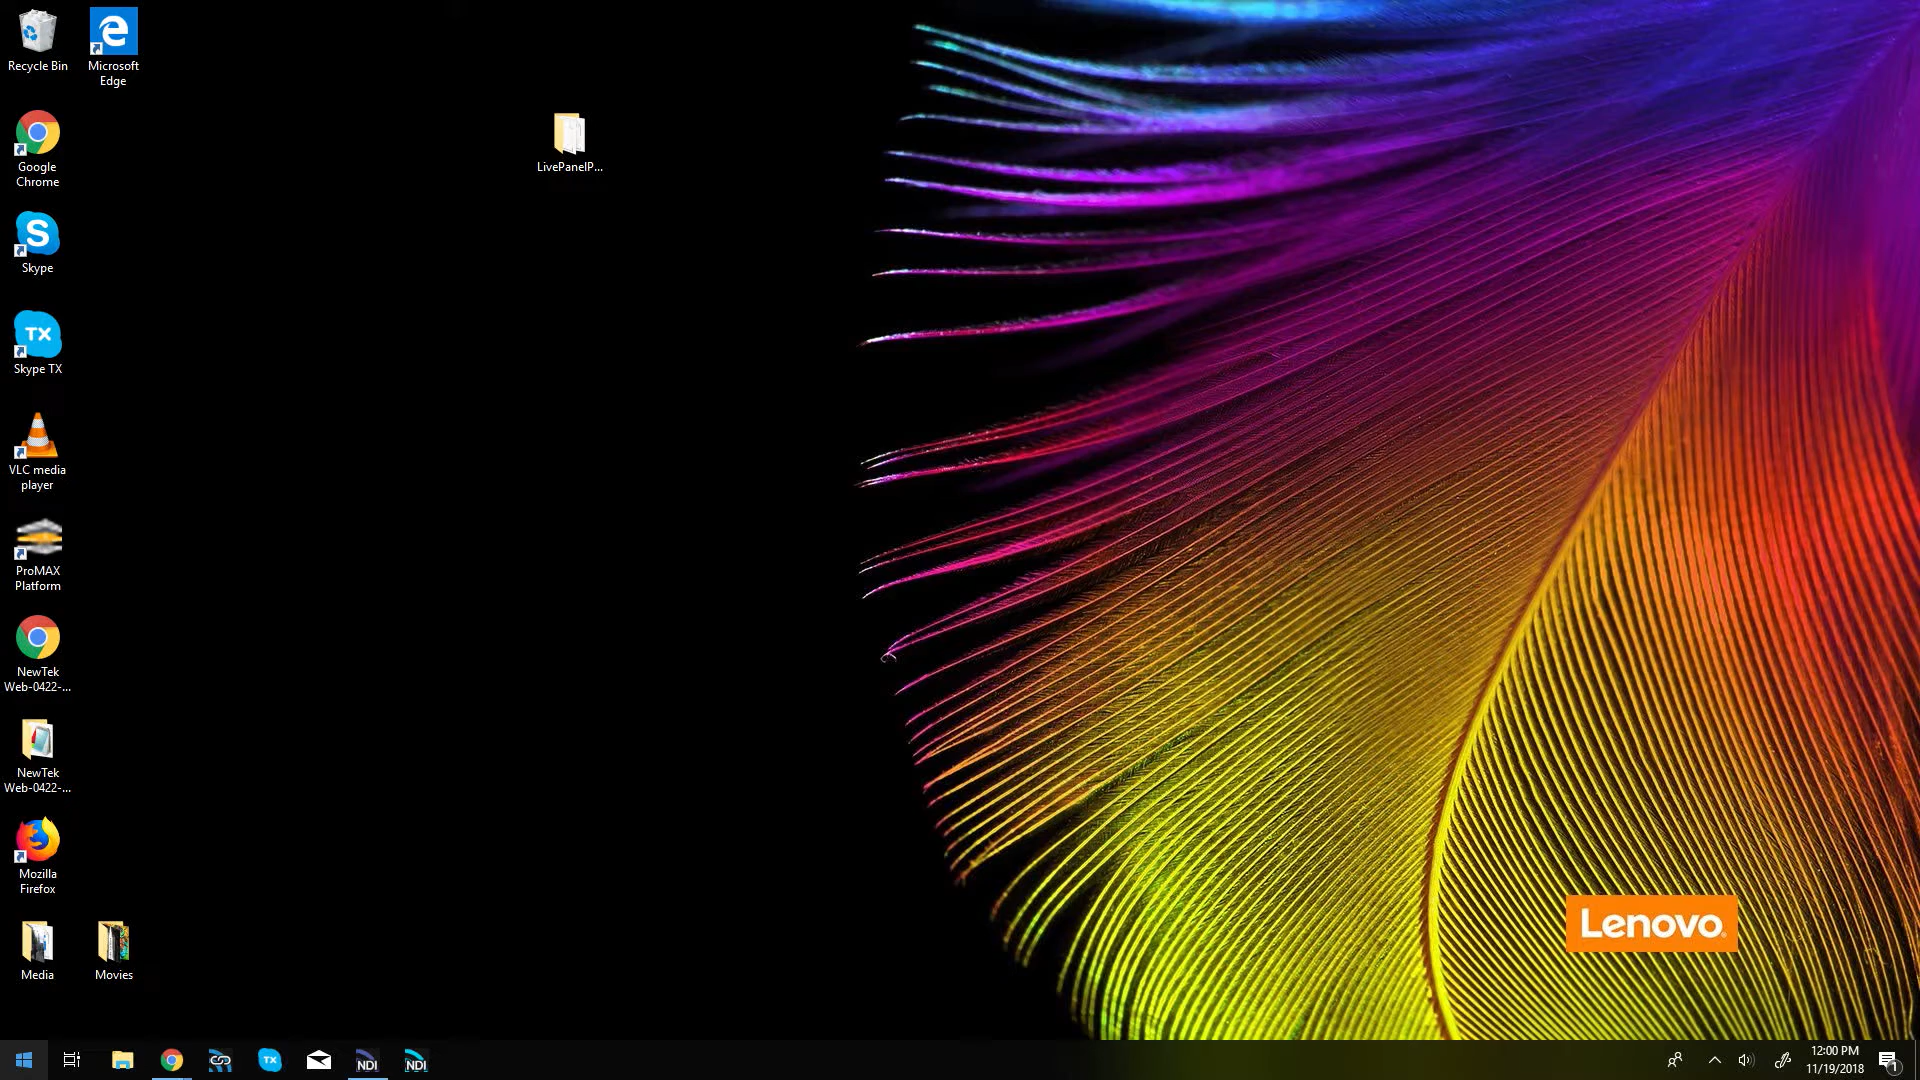 Recycle Bin
Microsoft
Edge
Google
Chrome
LivePanelP...
S
Skype
TX
Skype TX
VLC media
player
ProMAX
Platform
NewTek
Web-0422-...
NewTek
Web-0422-...
Mozilla
Firefox
Media
Movies
Lenovo
TX
NDI
NDI
12:00 PM
11/19/2018
1